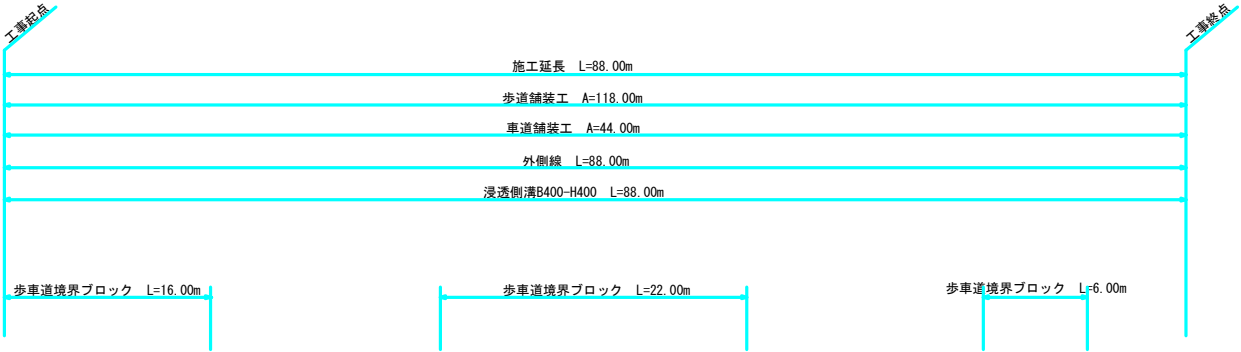 工事起点
工事終点
施工延長　L=88.00m
歩道舗装工　A=118.00m
車道舗装工　A=44.00m
外側線　L=88.00m
浸透側溝B400-H400　L=88.00m
歩車道境界ブロック　L=16.00m
歩車道境界ブロック　L=22.00m
歩車道境界ブロック　L=6.00m